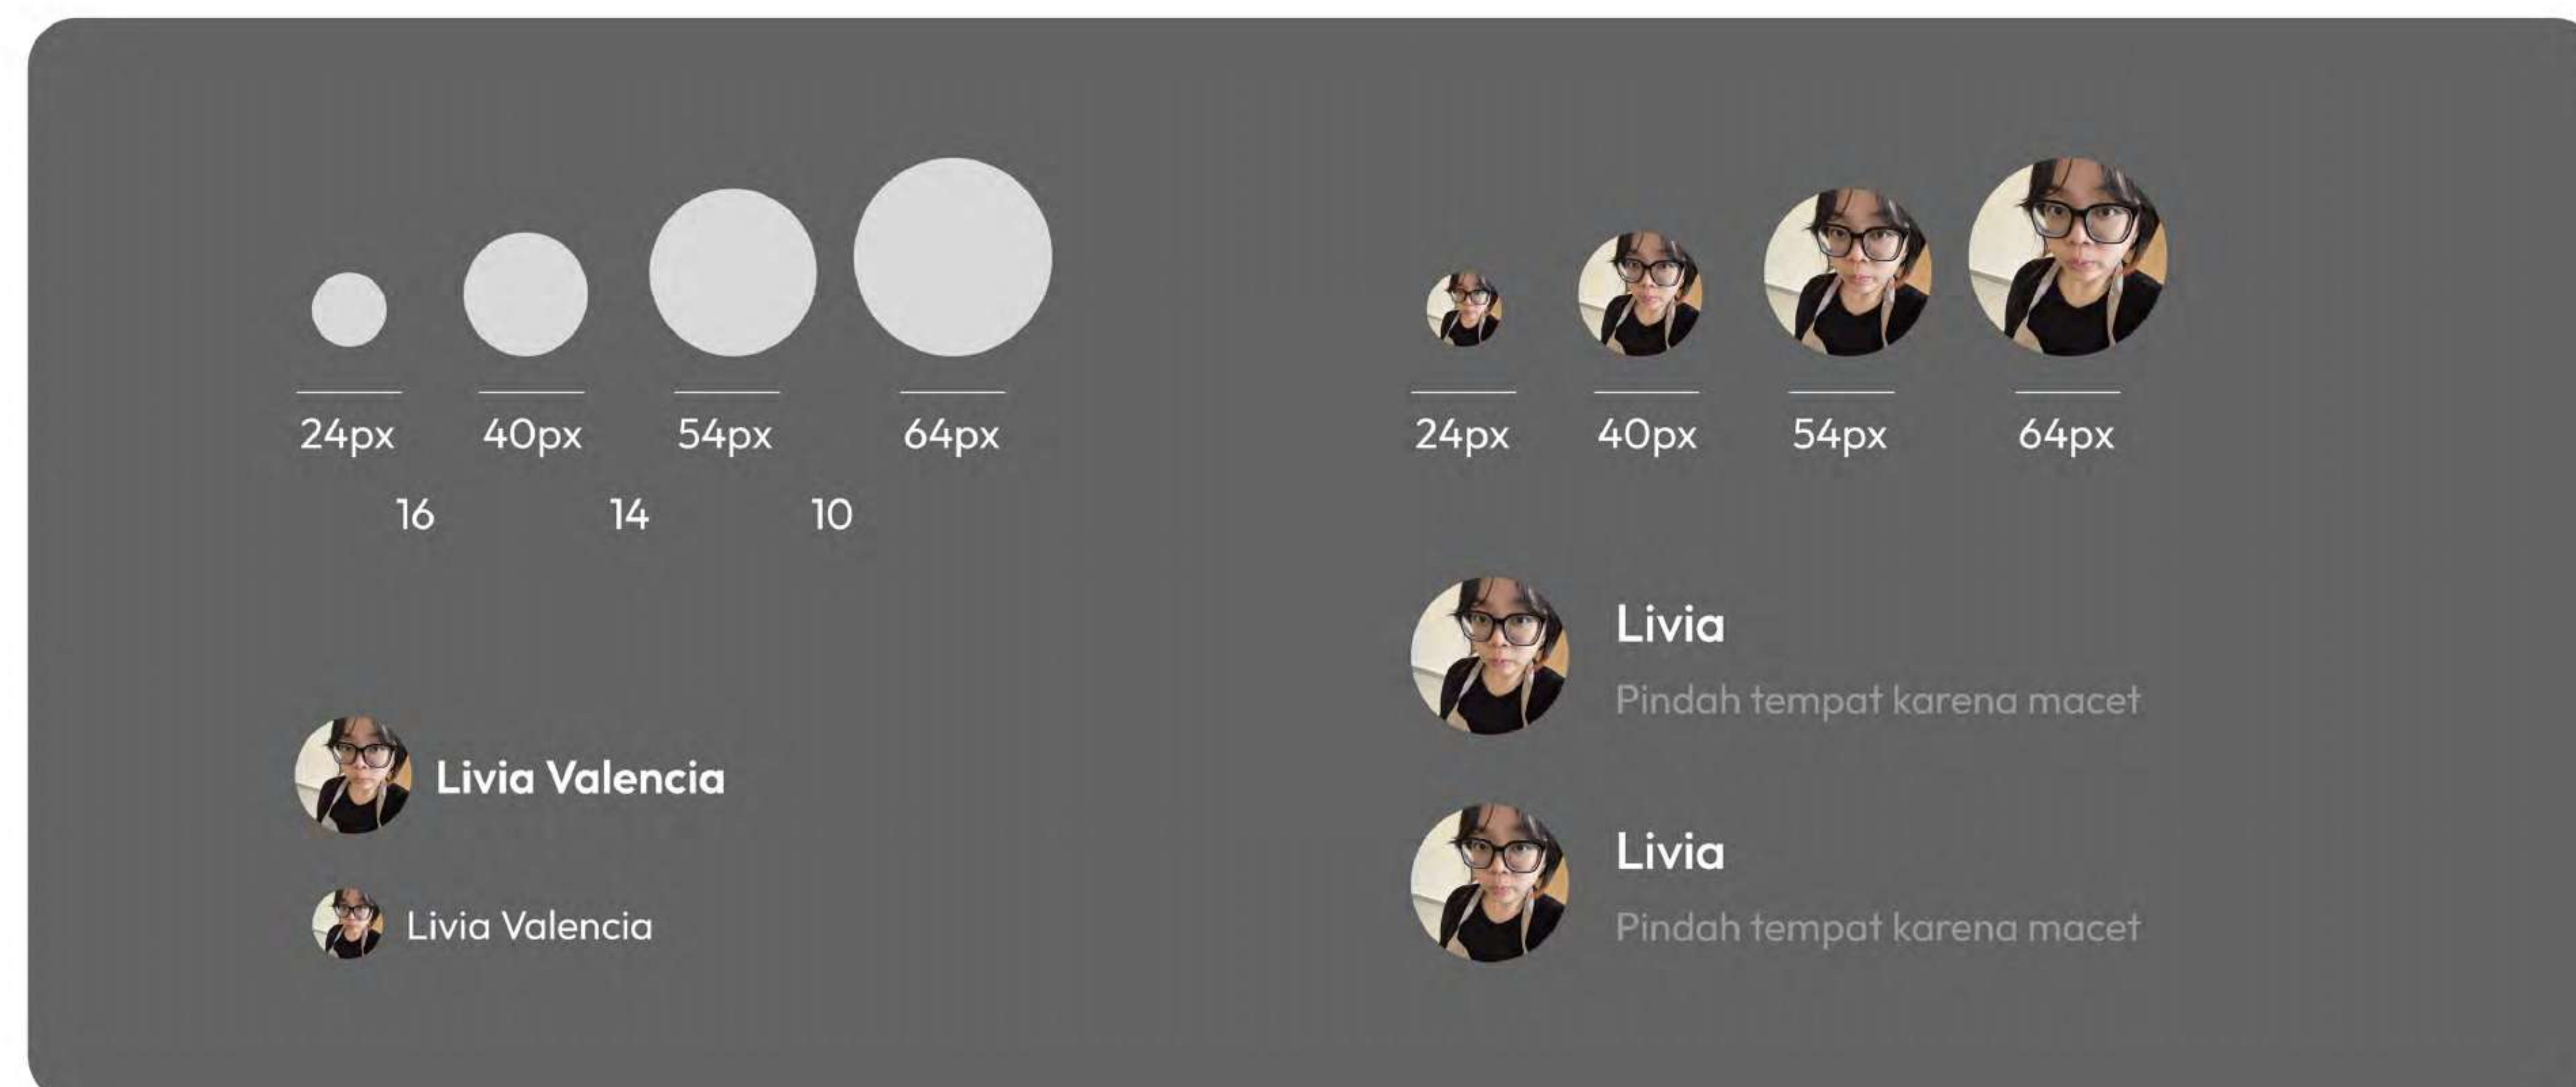 24px 40px 54px 64px
16 14 10
Livia Valencia
Livia Valencia
24px 40px 54px 64px
Livia
Pindah tempat karena macet
Livia
Pindah tempat karena macet